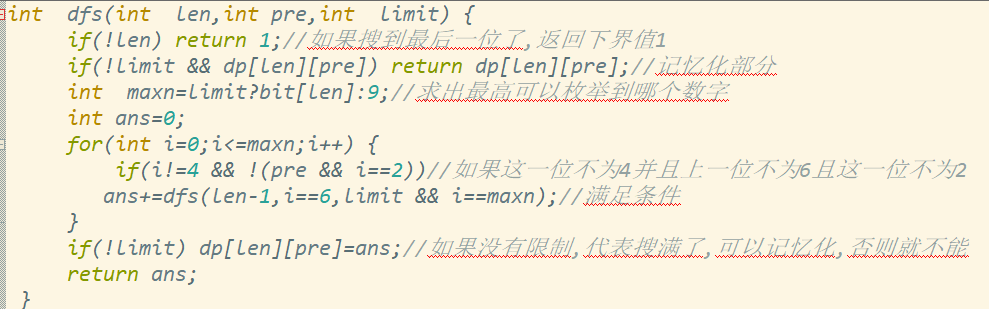 int  dfs(int  len,int pre,int  limit) {
    if(!len) return 1;//如果搜到最后一位了,返回下界值1
    if(!limit && dp[len][pre]) return dp[len][pre];//记忆化部分
    int  maxn=limit?bit[len]:9;//求出最高可以枚举到哪个数字
    int ans=0;
    for(int i=0;i<=maxn;i++) {
        if(i!=4 && !(pre && i==2))//如果这一位不为4并且上一位不为6且这一位不为2
       ans+=dfs(len-1,i==6,limit && i==maxn);//满足条件
    }
    if(!limit) dp[len][pre]=ans;//如果没有限制,代表搜满了,可以记忆化,否则就不能
    return ans;
 }